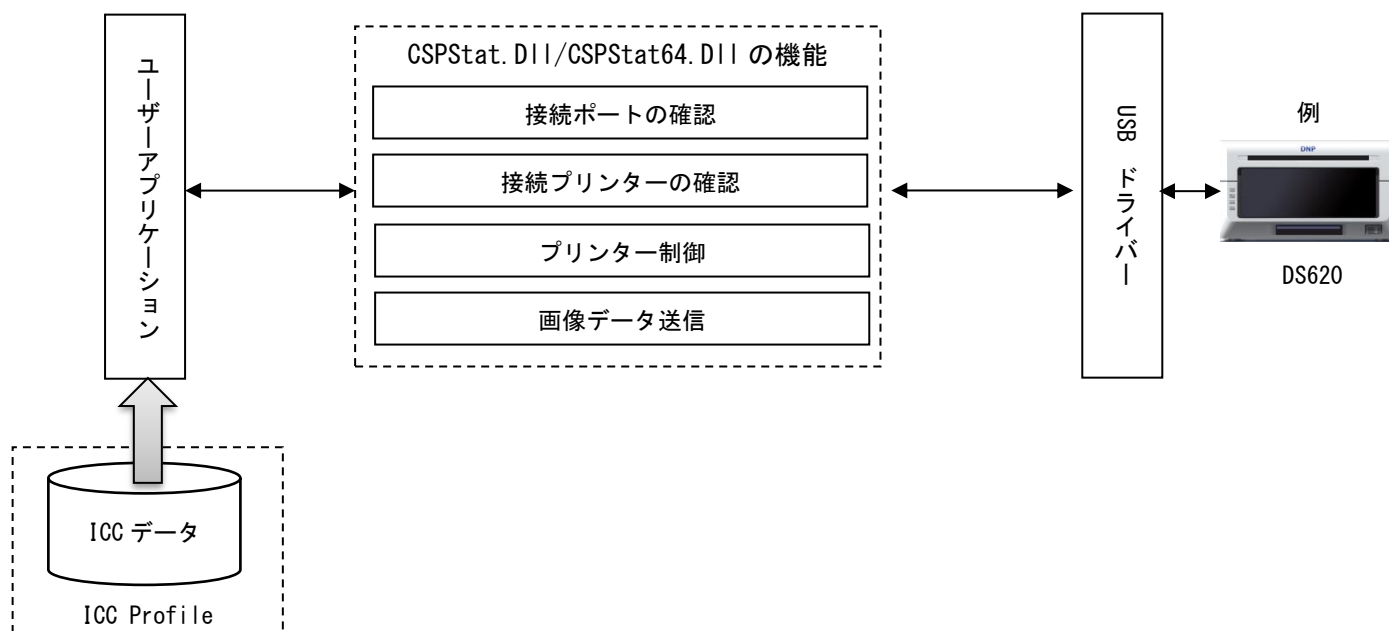 ユーザーアプリケーション
CSPStat.Dll/CSPStat64.Dll の機能
接続ポートの確認
接続プリンターの確認
プリンター制御
画像データ送信
USB ドライバー
例
DNP
DS620
ICC データ
ICC Profile